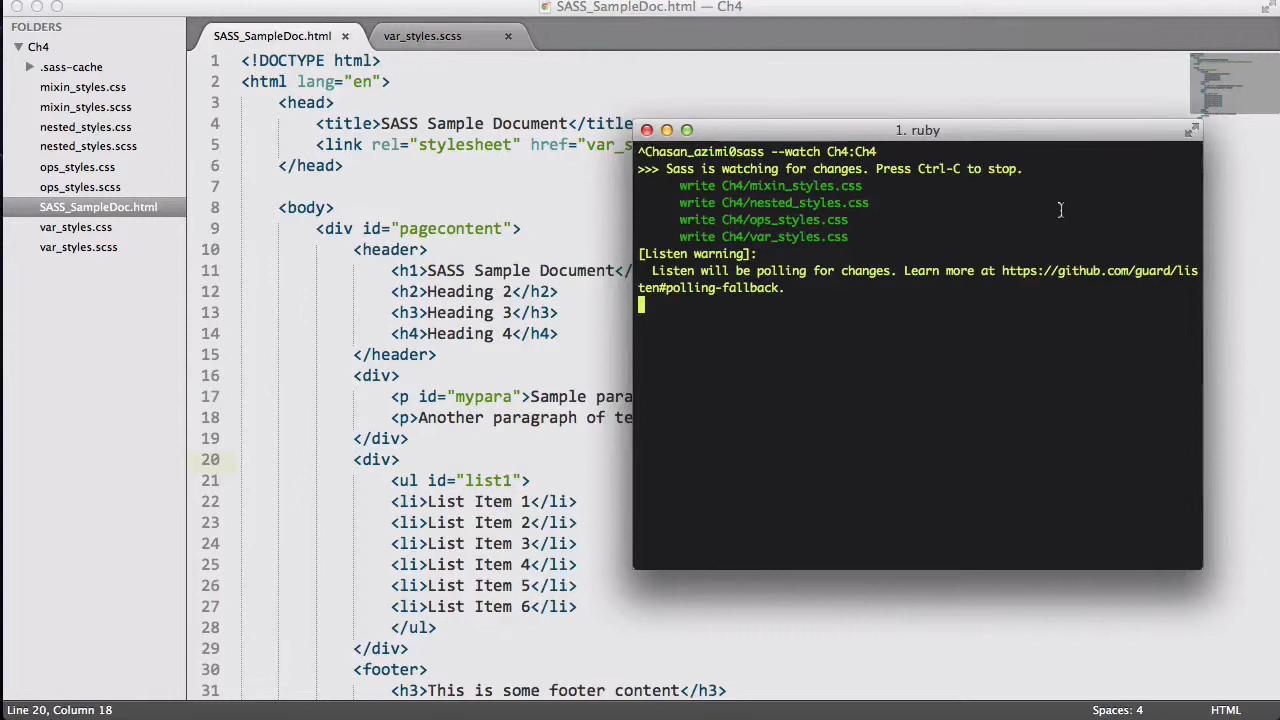 SASS_SampleDoc.html — Ch4
FOLDERS
Ch4
.sass-cache
mixin_styles.css
mixin_styles.scss
nested_styles.css
nested_styles.scss
ops_styles.css
ops_styles.scss
SASS_SampleDoc.html
var_styles.css
var_styles.scss
SASS_SampleDoc.html ×
var_styles.scss ×
1 <!DOCTYPE html>
2 <html lang="en">
3 <head>
4 <title>SASS Sample Document</title
5 <link rel="stylesheet" href="var_s
6 </head>
7
8 <body>
9 <div id="pagecontent">
10 <header>
11 <h1>SASS Sample Document</
12 <h2>Heading 2</h2>
13 <h3>Heading 3</h3>
14 <h4>Heading 4</h4>
15 </header>
16 <div>
17 <p id="mypara">Sample para
18 <p>Another paragraph of te
19 </div>
20 <div>
21 <ul id="list1">
22 <li>List Item 1</li>
23 <li>List Item 2</li>
24 <li>List Item 3</li>
25 <li>List Item 4</li>
26 <li>List Item 5</li>
27 <li>List Item 6</li>
28 </ul>
29 </div>
30 <footer>
31 <h3>This is some footer content</h3>
1. ruby
^Chasan_azimi0sass --watch Ch4:Ch4
>>> Sass is watching for changes. Press Ctrl-C to stop.
write Ch4/mixin_styles.css
write Ch4/nested_styles.css
write Ch4/ops_styles.css
write Ch4/var_styles.css
[Listen warning]:
Listen will be polling for changes. Learn more at https://github.com/guard/lis
ten#polling-fallback.
Line 20, Column 18
Spaces: 4
HTML